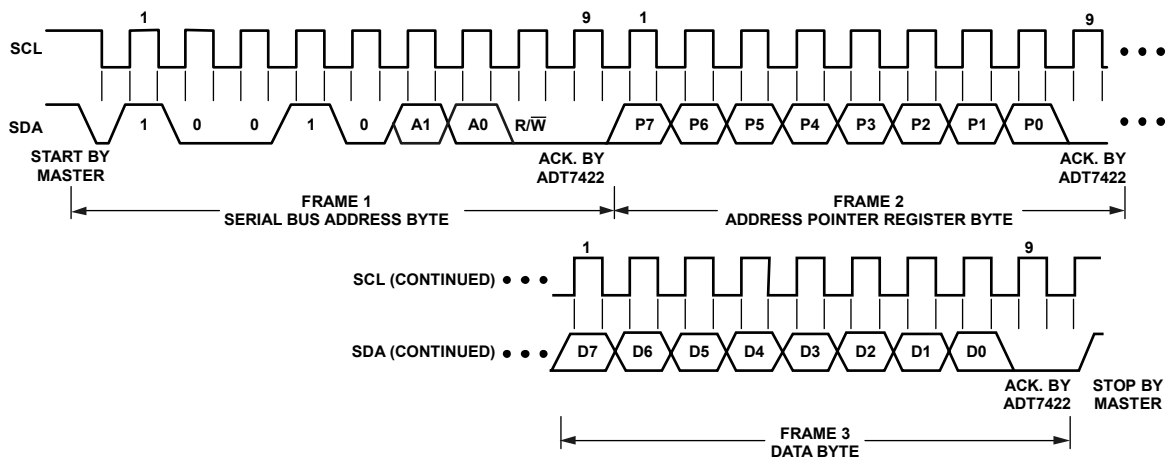 1 9 1 9
SCL
SDA 1 0 0 1 0 A1 A0 R/W̅ P7 P6 P5 P4 P3 P2 P1 P0
START BY
MASTER
ACK. BY
ADT7422
ACK. BY
ADT7422
FRAME 1
SERIAL BUS ADDRESS BYTE
FRAME 2
ADDRESS POINTER REGISTER BYTE
1 9
SCL (CONTINUED)
SDA (CONTINUED) D7 D6 D5 D4 D3 D2 D1 D0
ACK. BY
ADT7422
STOP BY
MASTER
FRAME 3
DATA BYTE